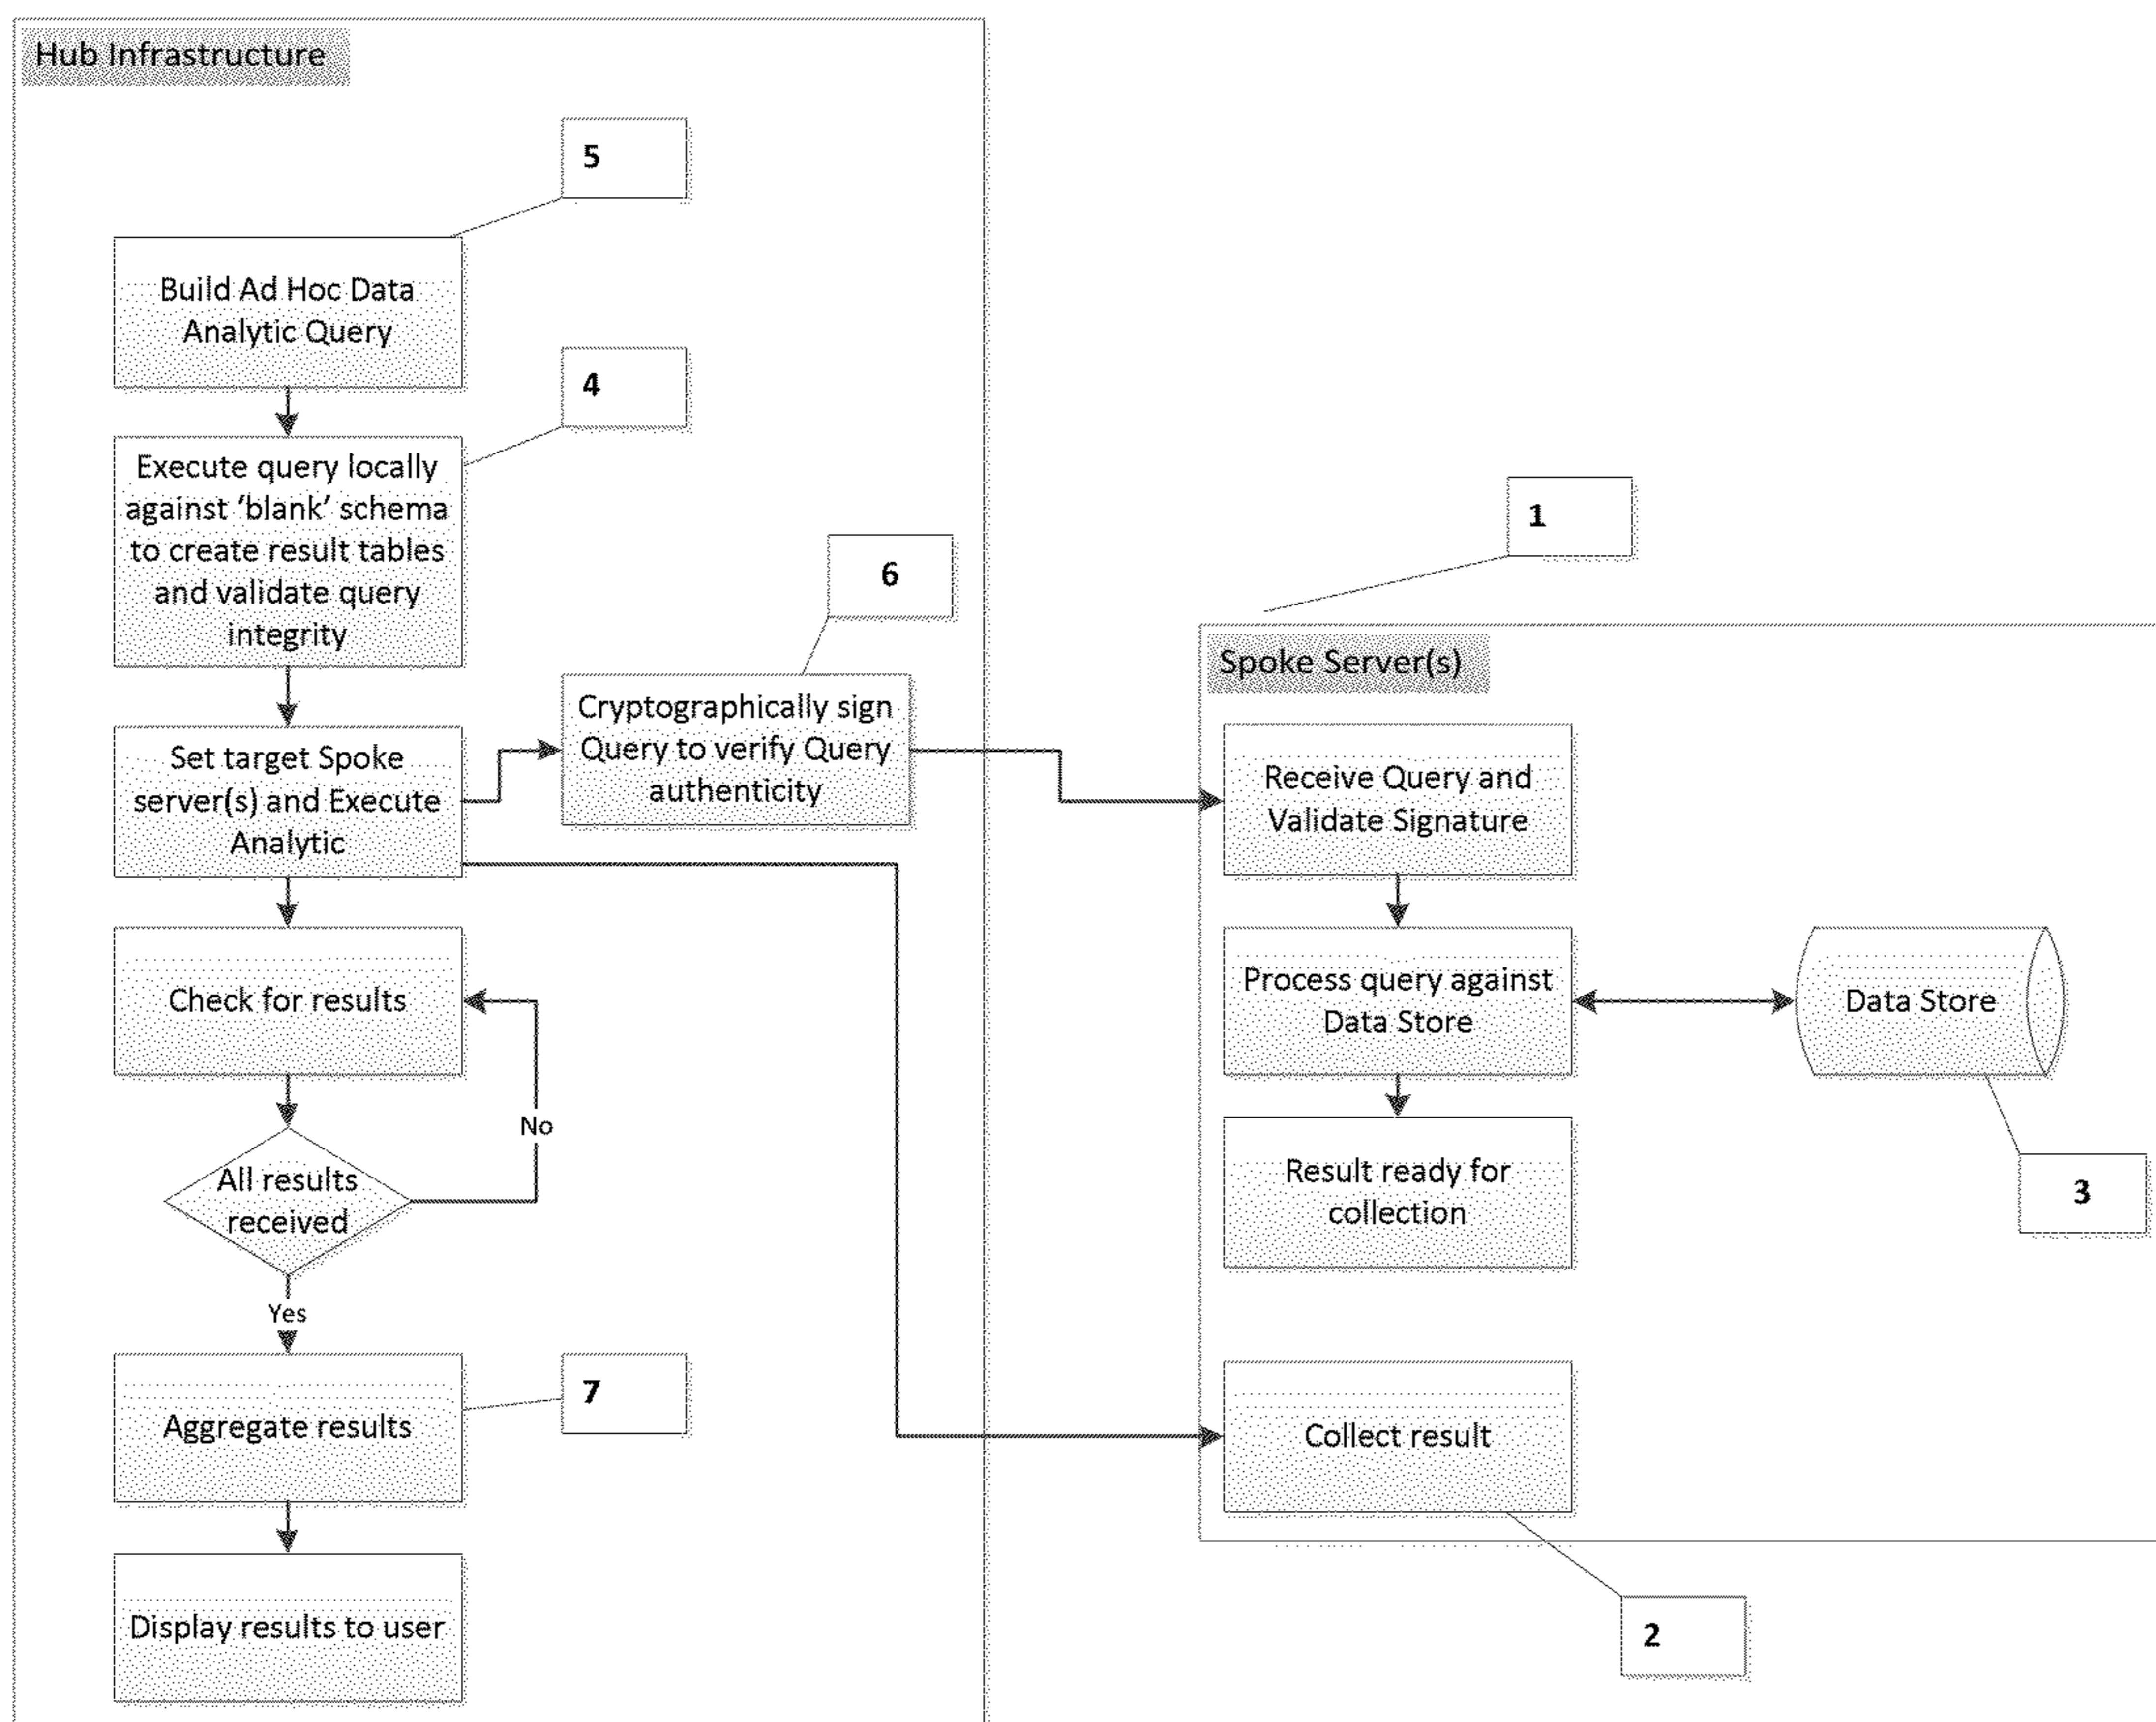 Hub Infrastructure
5
Build Ad Hoc Data
Analytic Query
4
Execute query locally
against ‘blank’ schema
to create result tables
and validate query
integrity
6
Cryptographically sign
Query to verify Query
authenticity
Set target Spoke
server(s) and Execute
Analytic
Check for results
No
All results
received
Yes
7
Aggregate results
Display results to user
1
Spoke Server(s)
Receive Query and
Validate Signature
Process query against
Data Store
Data Store
3
Result ready for
collection
Collect result
2